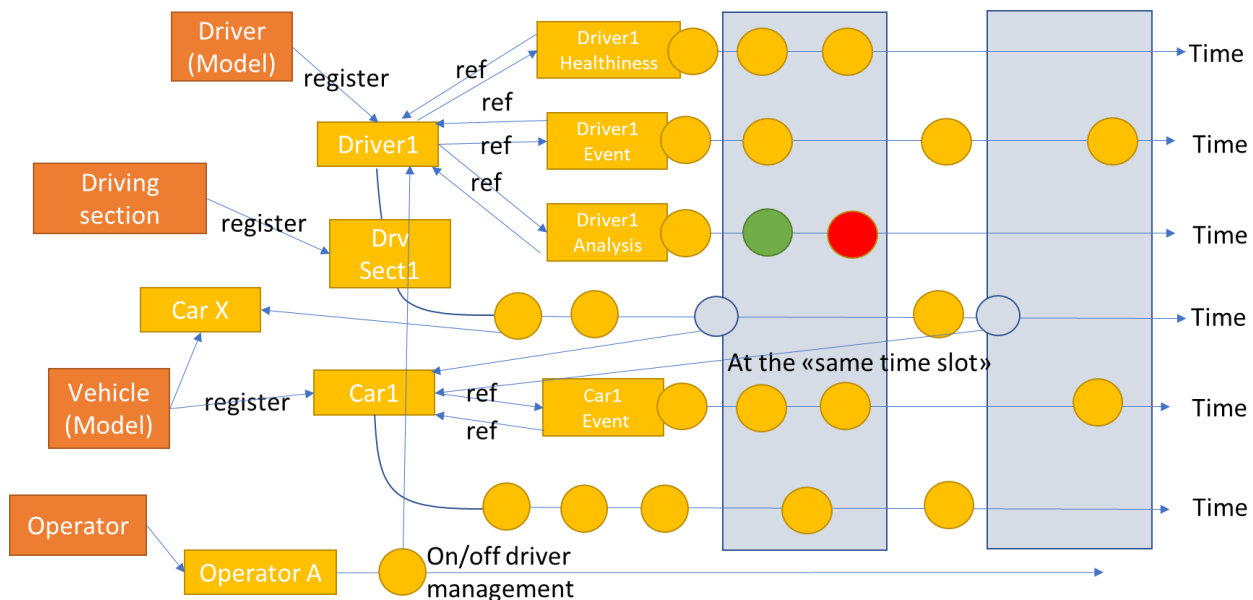 Driver
(Model)
register
ref
Driver1
Healthiness
Time
ref
Driver1
ref
Driver1
Event
Time
Driving
section
register
ref
Driver1
Analysis
Time
Drv
Sect1
Car X
Time
At the «same time slot»
Vehicle
(Model)
register
Car1
ref
Car1
Event
Time
ref
Operator
Time
Operator A
On/off driver
management